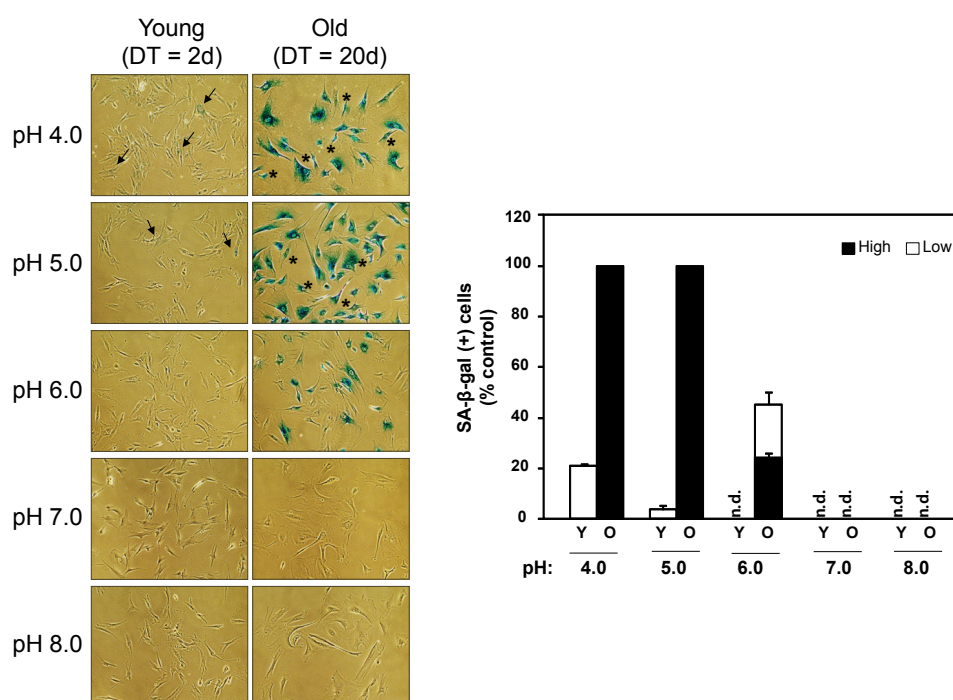 Young
(DT = 2d)
Old
(DT = 20d)
pH 4.0
pH 5.0
pH 6.0
pH 7.0
pH 8.0
SA-β-gal (+) cells
(% control)
120
100
80
60
40
20
0
High Low
n.d. n.d. n.d. n.d. n.d.
Y O Y O Y O Y O Y O
pH: 4.0 5.0 6.0 7.0 8.0